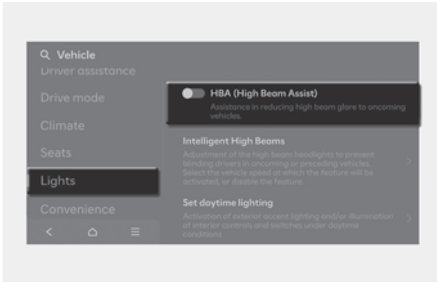 Vehicle
Driver assistance
Drive mode
Climate
Seats
Lights
Convenience
HBA (High Beam Assist)
Assistance in reducing high beam glare to oncoming
vehicles.
Intelligent High Beams
Adjustment of the high beam headlights to prevent
blinding drivers in oncoming or preceding vehicles.
Select the vehicle speed at which the feature will be
activated, or disable the feature.
Set daytime lighting
Activation of exterior accent lighting and/or illumination
of interior controls and switches under daytime
conditions